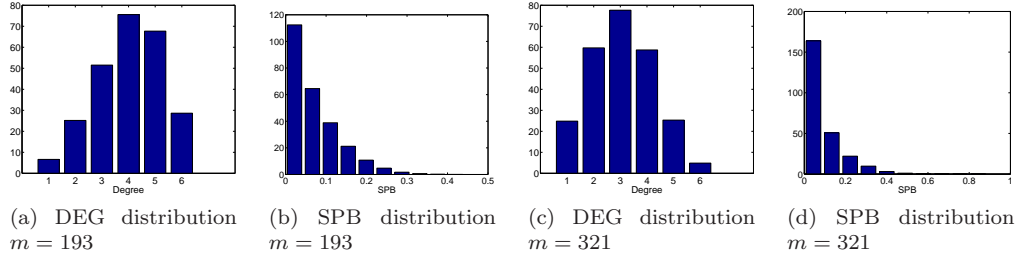 80
70
60
50
40
30
20
10
0
1 2 3 4 5 6
Degree
120
100
80
60
40
20
0
0 0.1 0.2 0.3 0.4 0.5
SPB
80
70
60
50
40
30
20
10
0
1 2 3 4 5 6
Degree
200
150
100
50
0
0 0.2 0.4 0.6 0.8 1
SPB
(a) DEG distribution
m = 193
(b) SPB distribution
m = 193
(c) DEG distribution
m = 321
(d) SPB distribution
m = 321